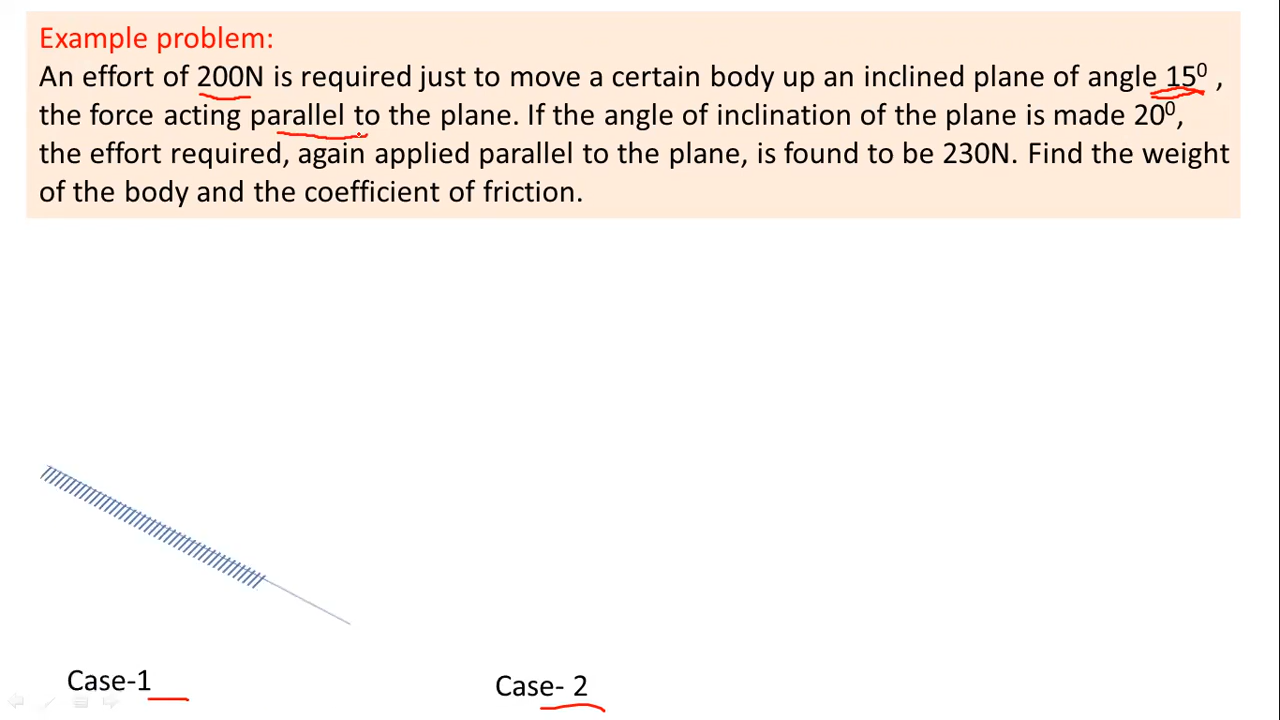 Example problem:
An effort of 200N is required just to move a certain body up an inclined plane of angle 15⁰ ,
the force acting parallel to the plane. If the angle of inclination of the plane is made 20⁰,
the effort required, again applied parallel to the plane, is found to be 230N. Find the weight
of the body and the coefficient of friction.
Case-1
Case- 2